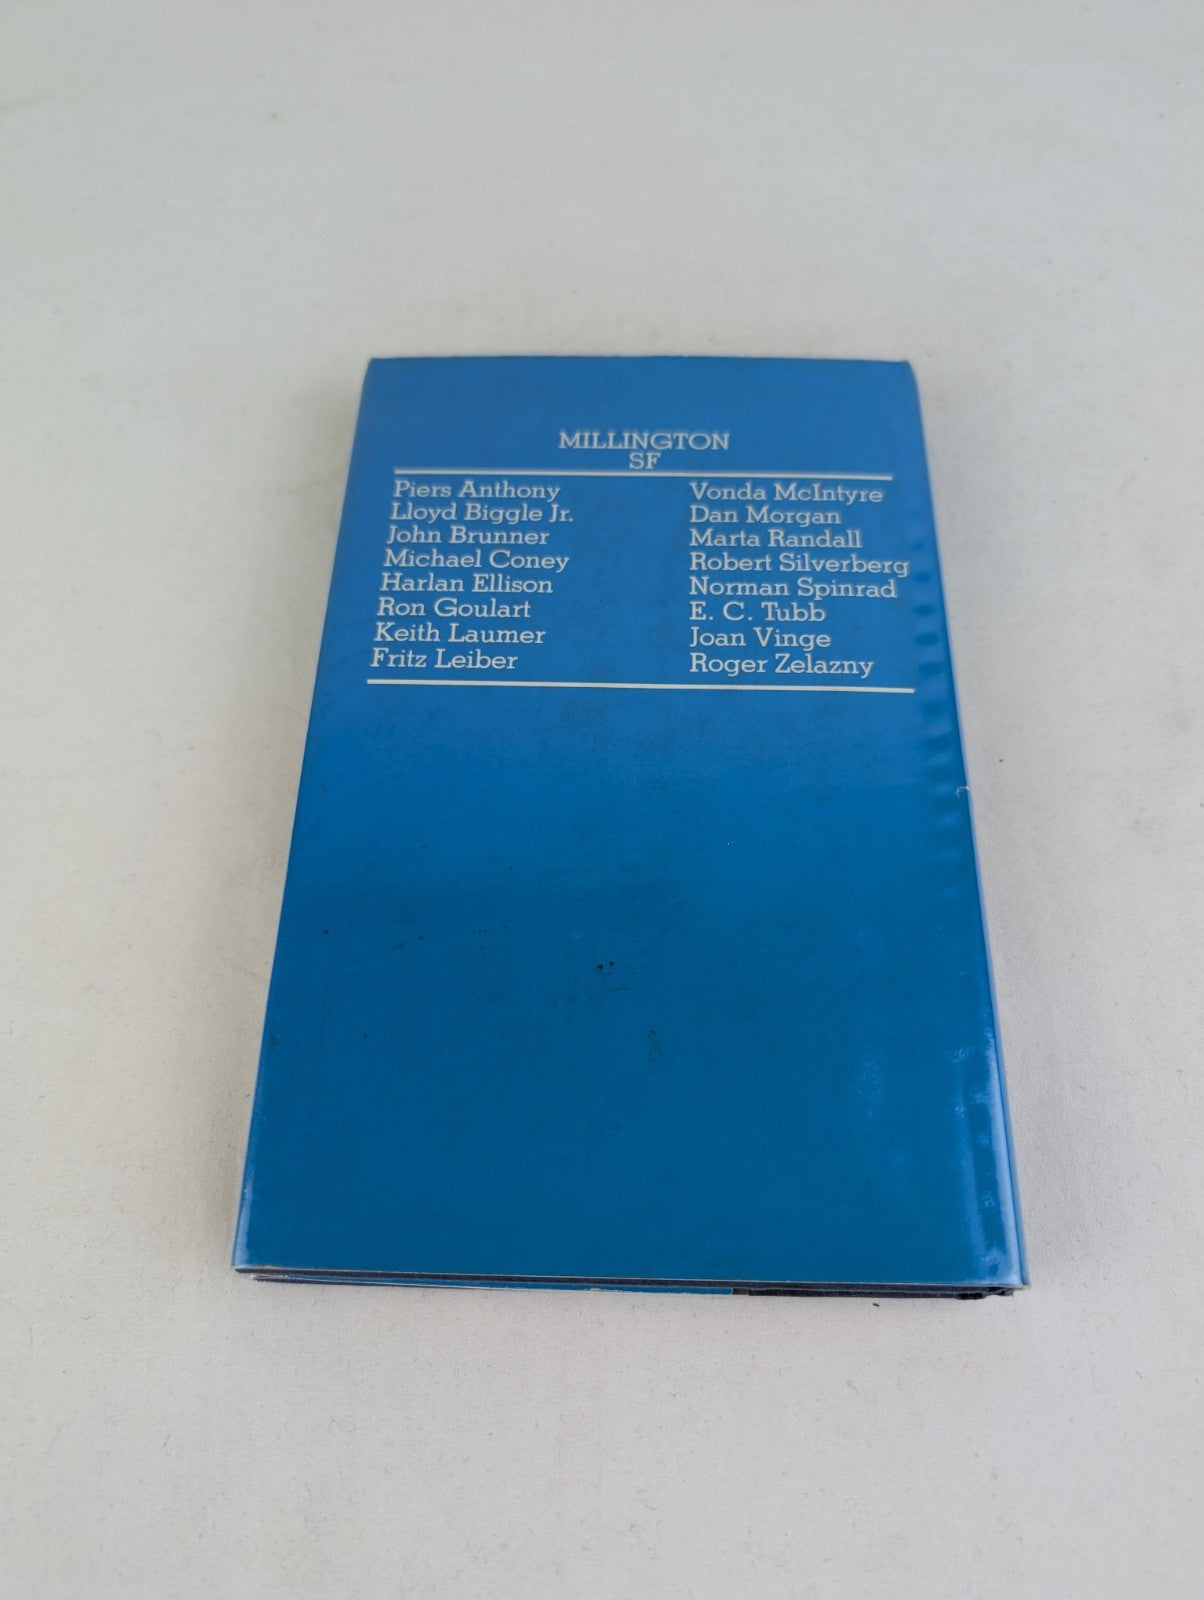 MILLINGTON
SF
Piers Anthony
Lloyd Biggle Jr.
John Brunner
Michael Coney
Harlan Ellison
Ron Goulart
Keith Laumer
Fritz Leiber
Vonda McIntyre
Dan Morgan
Marta Randall
Robert Silverberg
Norman Spinrad
E. C. Tubb
Joan Vinge
Roger Zelazny